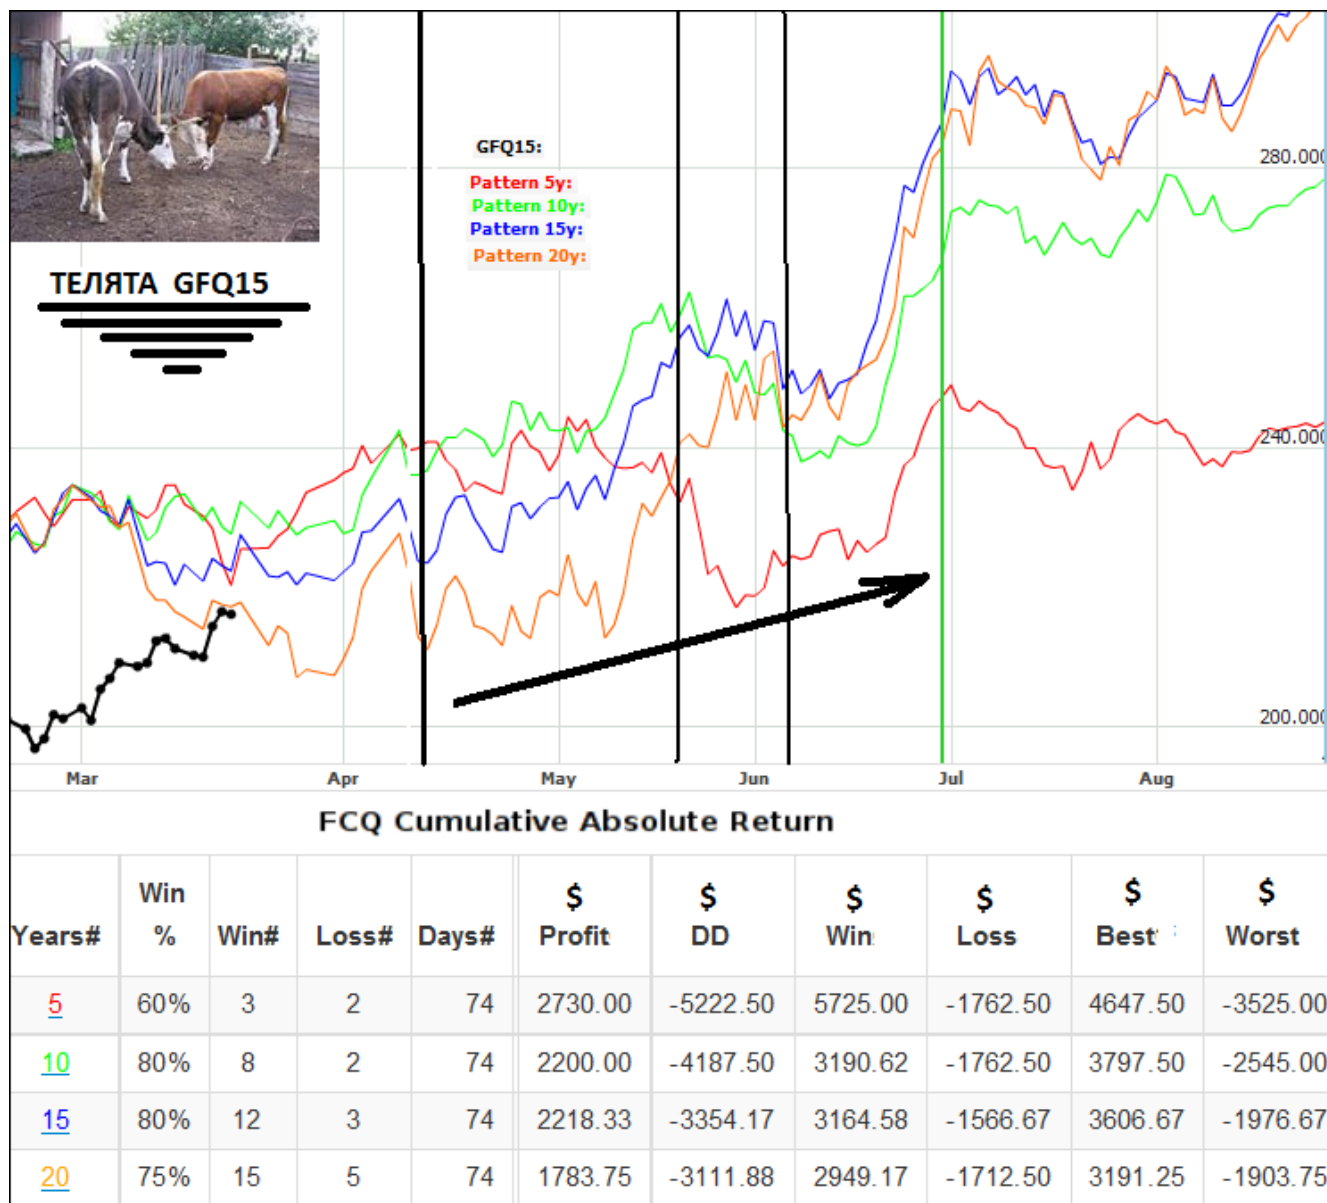 ТЕЛЯТА GFQ15
GFQ15:
Pattern 5y:
Pattern 10y:
Pattern 15y:
Pattern 20y:
280.000
240.000
200.000
Mar Apr May Jun Jul Aug
FCQ Cumulative Absolute Return
Years# Win % Win# Loss# Days# $ Profit $ DD $ Win $ Loss $ Best $ Worst
5 60% 3 2 74 2730.00 -5222.50 5725.00 -1762.50 4647.50 -3525.00
10 80% 8 2 74 2200.00 -4187.50 3190.62 -1762.50 3797.50 -2545.00
15 80% 12 3 74 2218.33 -3354.17 3164.58 -1566.67 3606.67 -1976.67
20 75% 15 5 74 1783.75 -3111.88 2949.17 -1712.50 3191.25 -1903.75